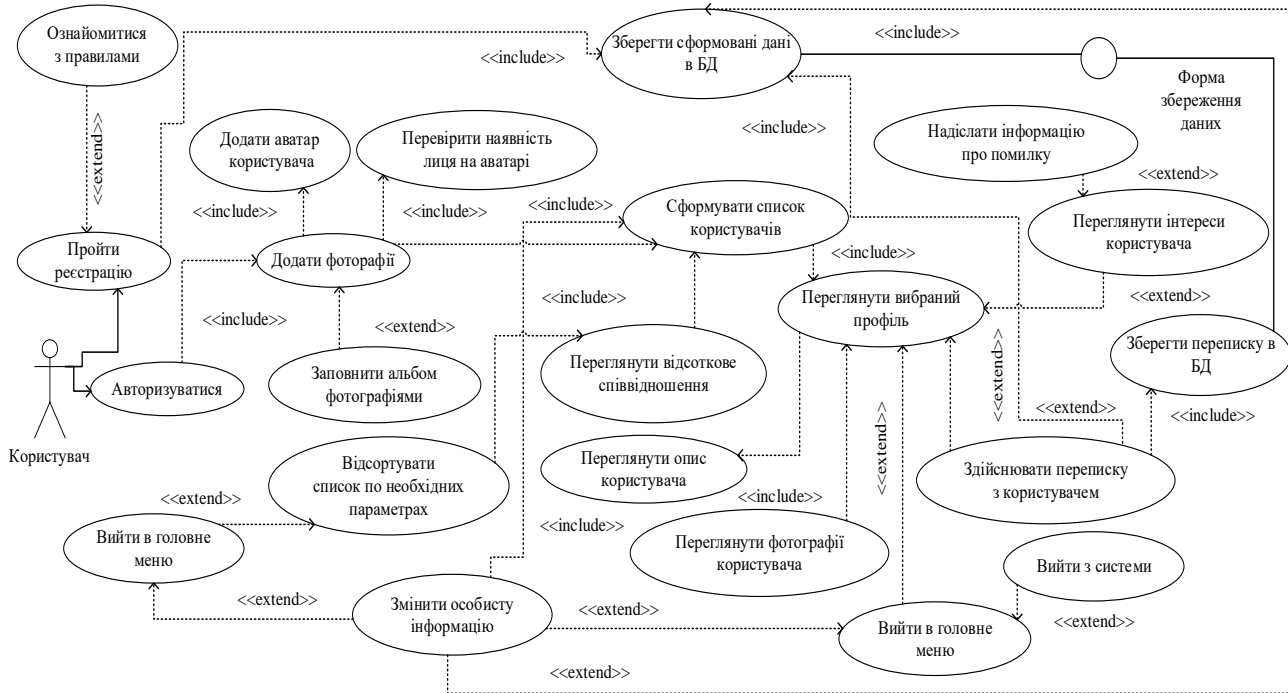 Ознайомитися
з правилами
<<include>>
Зберегти сформовані дані
в БД
<<include>>
Форма
збереження
даних
<<extend>>
Додати аватар
користувача
Перевірити наявність
лиця на аватарі
<<include>>
Надіслати інформацію
про помилку
<<include>>
<<include>>
<<include>>
<<extend>>
Пройти
реєстрацію
Додати фоторафії
Сформувати список
користувачів
Переглянути інтереси
користувача
<<include>>
<<include>>
<<include>>
Переглянути вибраний
профіль
<<extend>>
<<extend>>
Авторизуватися
Заповнити альбом
фотографіями
Переглянути відсоткове
співвідношення
<<extend>>
Зберегти переписку в
БД
<<extend>>
<<include>>
Користувач
Відсортувати
список по необхідних
параметрах
Переглянути опис
користувача
<<extend>>
Здійснювати переписку
з користувачем
<<extend>>
<<include>>
<<include>>
Вийти в головне
меню
Переглянути фотографії
користувача
Вийти з системи
<<extend>>
Змінити особисту
інформацію
<<extend>>
Вийти в головне
меню
<<extend>>
<<extend>>